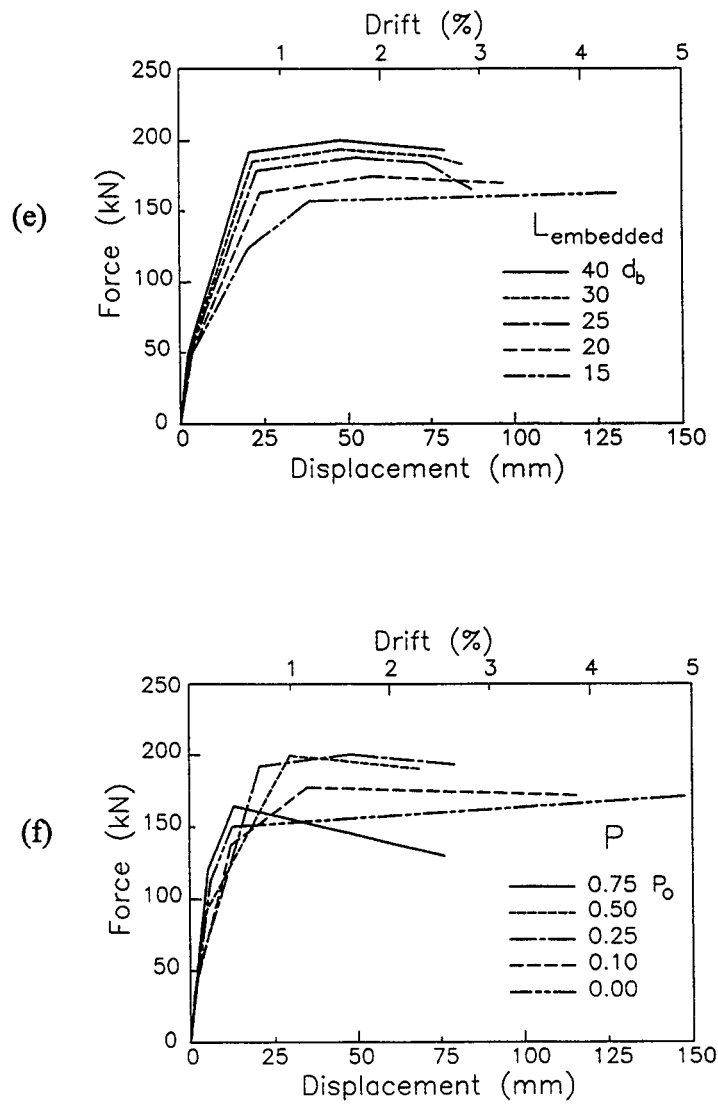 (e)
Drift (%)
1 2 3 4 5
250
200
150
100
50
0
Force (kN)
L embedded
40 d_b
30
25
20
15
0 25 50 75 100 125 150
Displacement (mm)
(f)
Drift (%)
1 2 3 4 5
250
200
150
100
50
0
Force (kN)
P
0.75 P_o
0.50
0.25
0.10
0.00
0 25 50 75 100 125 150
Displacement (mm)